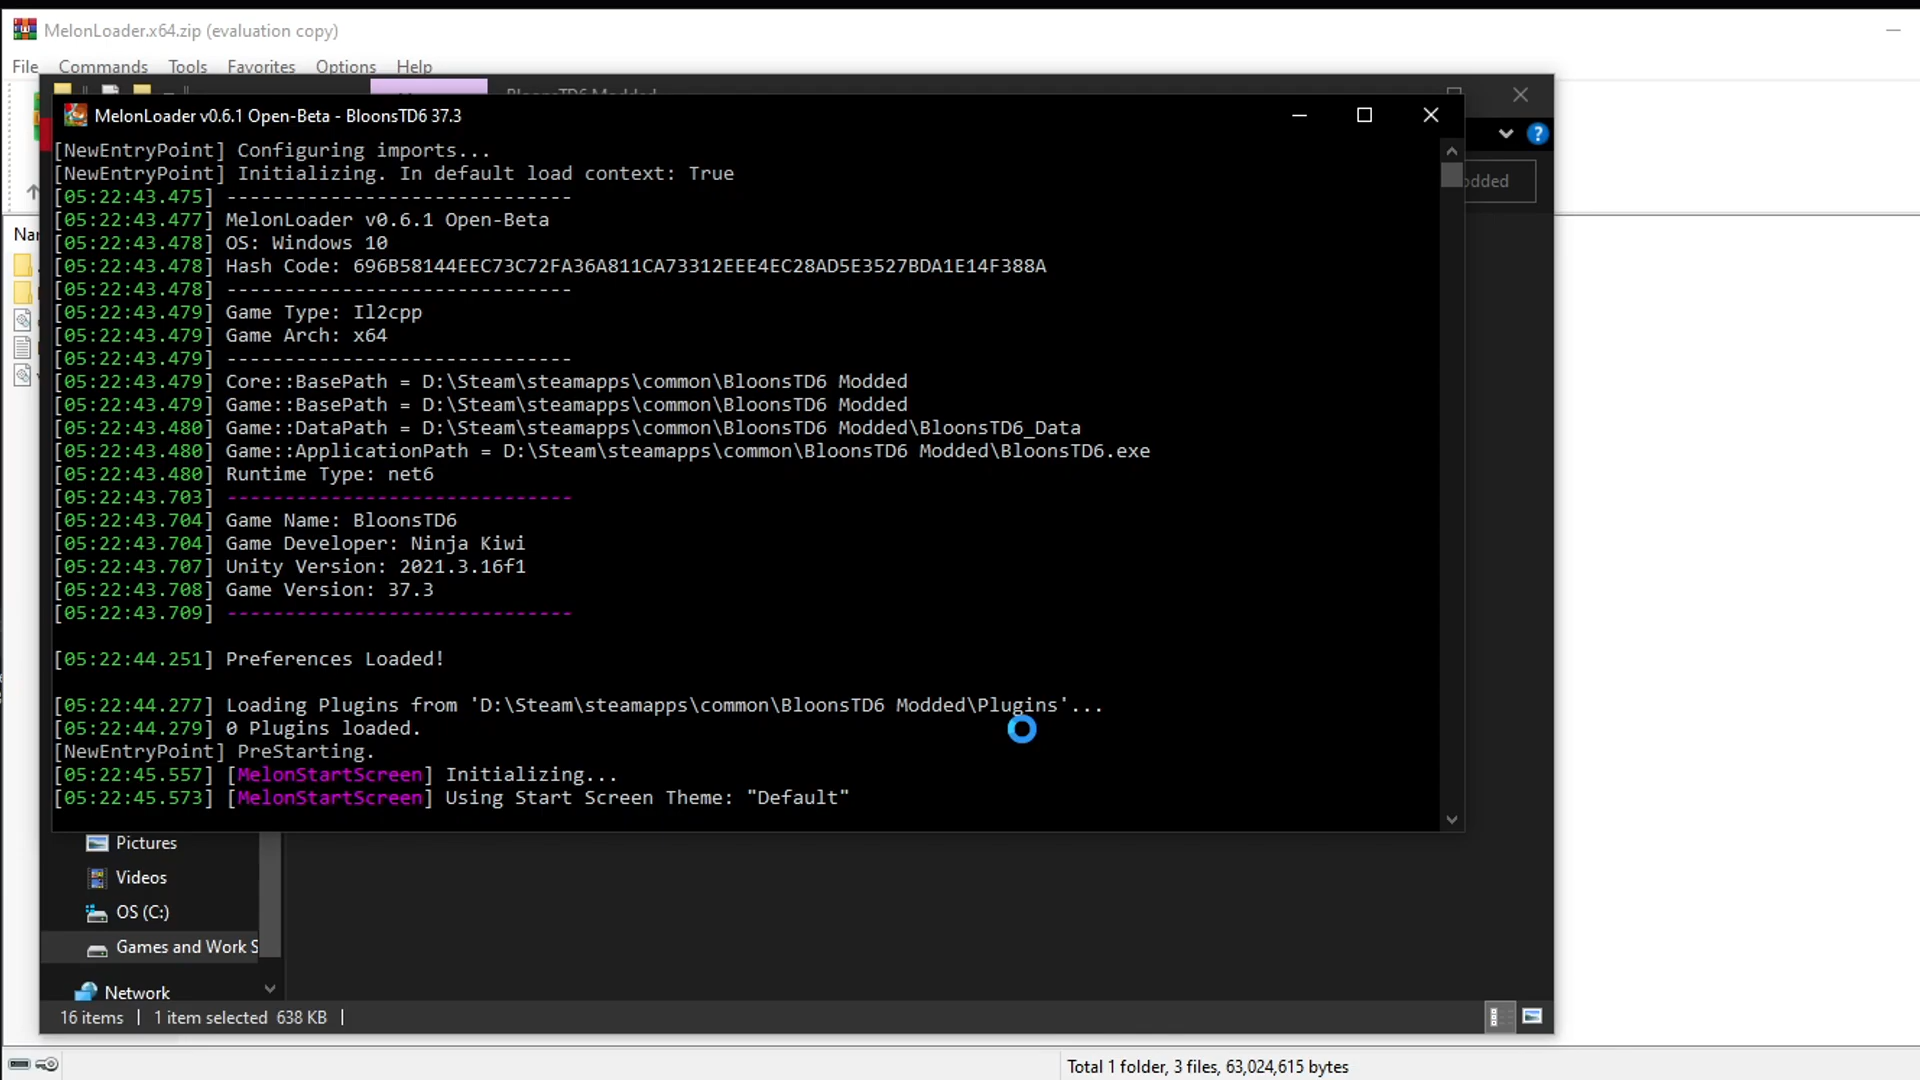 MelonLoader.x64.zip (evaluation copy)
File Commands Tools Favorites Options Help
BloonsTD6 Modded
MelonLoader v0.6.1 Open-Beta - BloonsTD6 37.3
[NewEntryPoint] Configuring imports...
[NewEntryPoint] Initializing. In default load context: True
[05:22:43.475] ------------------------------
[05:22:43.477] MelonLoader v0.6.1 Open-Beta
[05:22:43.478] OS: Windows 10
[05:22:43.478] Hash Code: 696B58144EEC73C72FA36A811CA73312EEE4EC28AD5E3527BDA1E14F388A
[05:22:43.478] ------------------------------
[05:22:43.479] Game Type: Il2cpp
[05:22:43.479] Game Arch: x64
[05:22:43.479] ------------------------------
[05:22:43.479] Core::BasePath = D:\Steam\steamapps\common\BloonsTD6 Modded
[05:22:43.479] Game::BasePath = D:\Steam\steamapps\common\BloonsTD6 Modded
[05:22:43.480] Game::DataPath = D:\Steam\steamapps\common\BloonsTD6 Modded\BloonsTD6_Data
[05:22:43.480] Game::ApplicationPath = D:\Steam\steamapps\common\BloonsTD6 Modded\BloonsTD6.exe
[05:22:43.480] Runtime Type: net6
[05:22:43.703] ------------------------------
[05:22:43.704] Game Name: BloonsTD6
[05:22:43.704] Game Developer: Ninja Kiwi
[05:22:43.707] Unity Version: 2021.3.16f1
[05:22:43.708] Game Version: 37.3
[05:22:43.709] ------------------------------
[05:22:44.251] Preferences Loaded!
[05:22:44.277] Loading Plugins from 'D:\Steam\steamapps\common\BloonsTD6 Modded\Plugins'...
[05:22:44.279] 0 Plugins loaded.
[NewEntryPoint] PreStarting.
[05:22:45.557] [MelonStartScreen] Initializing...
[05:22:45.573] [MelonStartScreen] Using Start Screen Theme: "Default"
Pictures
Videos
OS (C:)
Games and Work S
Network
16 items 1 item selected 638 KB
Total 1 folder, 3 files, 63,024,615 bytes